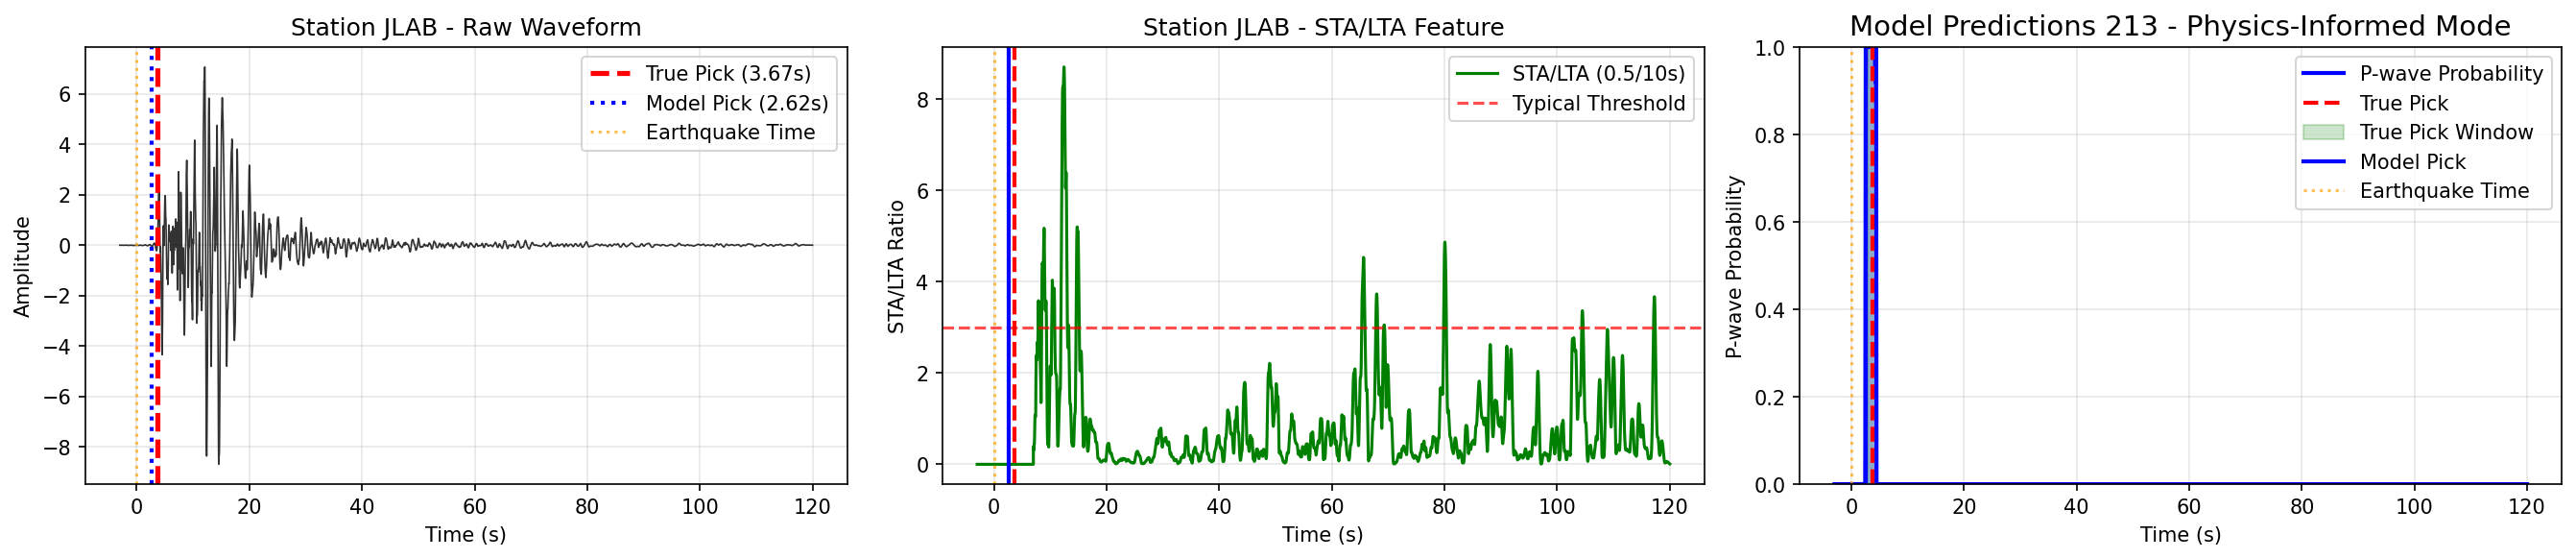 Station JLAB - Raw Waveform
Amplitude
6
4
2
0
−2
−4
−6
−8
True Pick (3.67s)
Model Pick (2.62s)
Earthquake Time
0
20
40
60
80
100
120
Time (s)
Station JLAB - STA/LTA Feature
STA/LTA Ratio
8
6
4
2
0
STA/LTA (0.5/10s)
Typical Threshold
0
20
40
60
80
100
120
Time (s)
Model Predictions 213 - Physics-Informed Mode
P-wave Probability
1.0
0.8
0.6
0.4
0.2
0.0
P-wave Probability
True Pick
True Pick Window
Model Pick
Earthquake Time
0
20
40
60
80
100
120
Time (s)